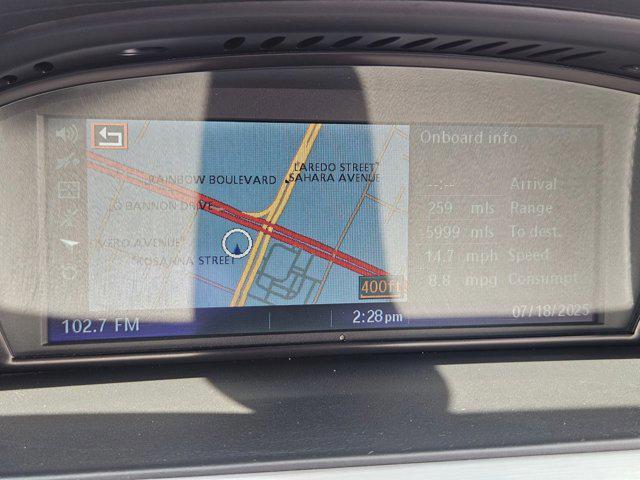 Onboard info
LAREDO STREET
RAINBOW BOULEVARD
SAHARA AVENUE
O BANNON DRIVE
--:-- Arrival
259 mls Range
-5999 mls To dest.
14.7 mph Speed
8.8 mpg Consumpt.
VERO AVENUE
ROSANNA STREET
400ft
102.7 FM
2:28pm
07/18/2025